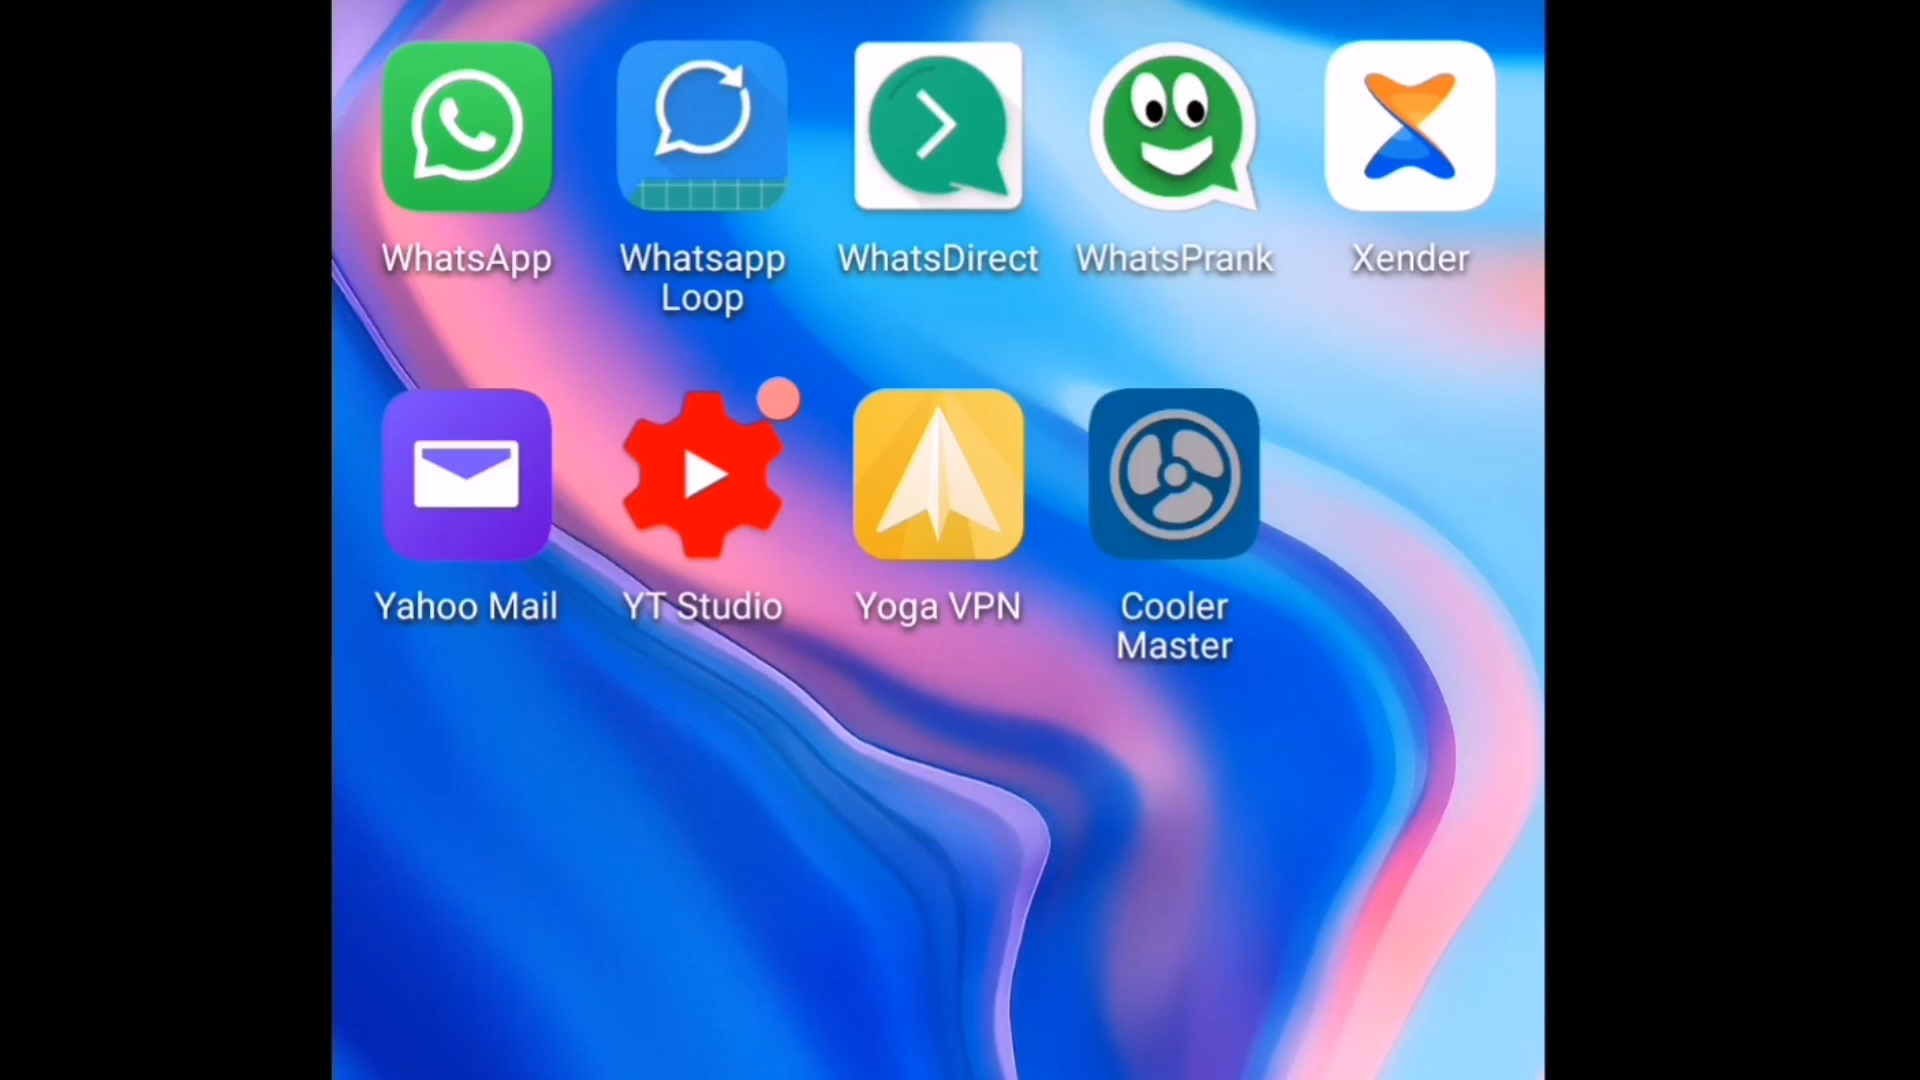 WhatsApp
Whatsapp
Loop
WhatsDirect
WhatsPrank
Xender
Yahoo Mail
YT Studio
Yoga VPN
Cooler
Master